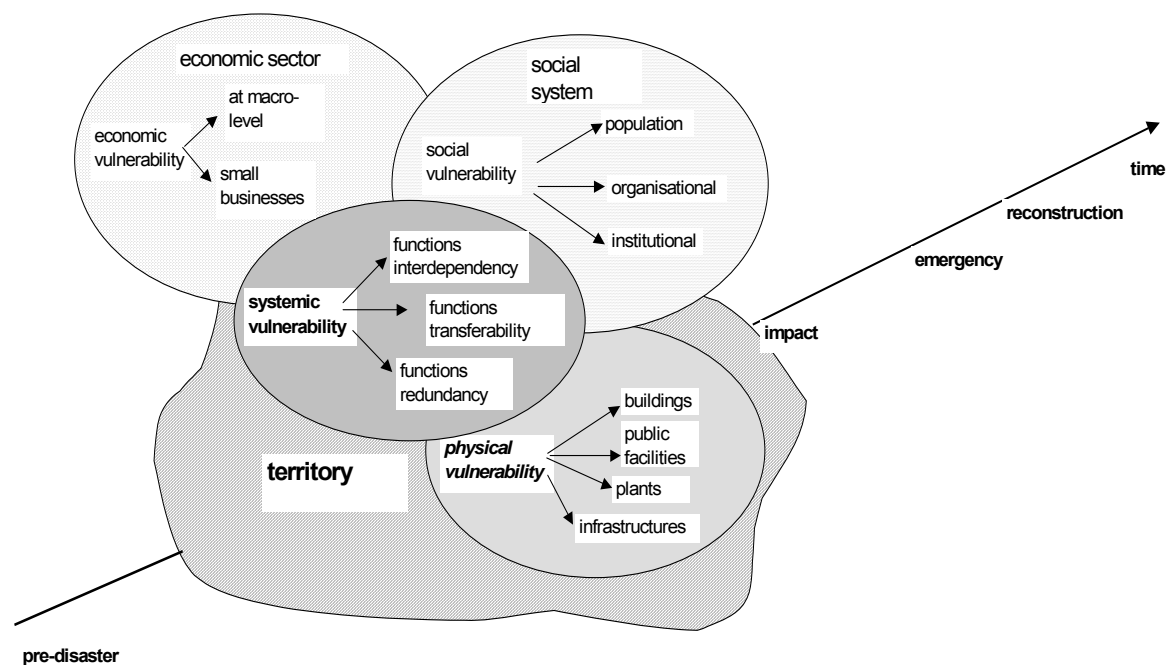 economic sector
at macro-
level
economic
vulnerability
small
businesses
social
system
population
social
vulnerability
organisational
institutional
time
reconstruction
emergency
impact
functions
interdependency
systemic
vulnerability
functions
transferability
functions
redundancy
buildings
physical
vulnerability
public
facilities
plants
infrastructures
territory
pre-disaster